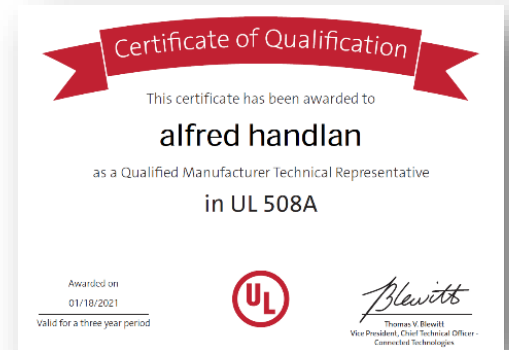 Certificate of Qualification
This certificate has been awarded to
alfred handlan
as a Qualified Manufacturer Technical Representative
in UL 508A
Awarded on
01/18/2021
Valid for a three year period
UL
Blewitt
Thomas V. Blewitt
Vice President, Chief Technical Officer -
Connected Technologies